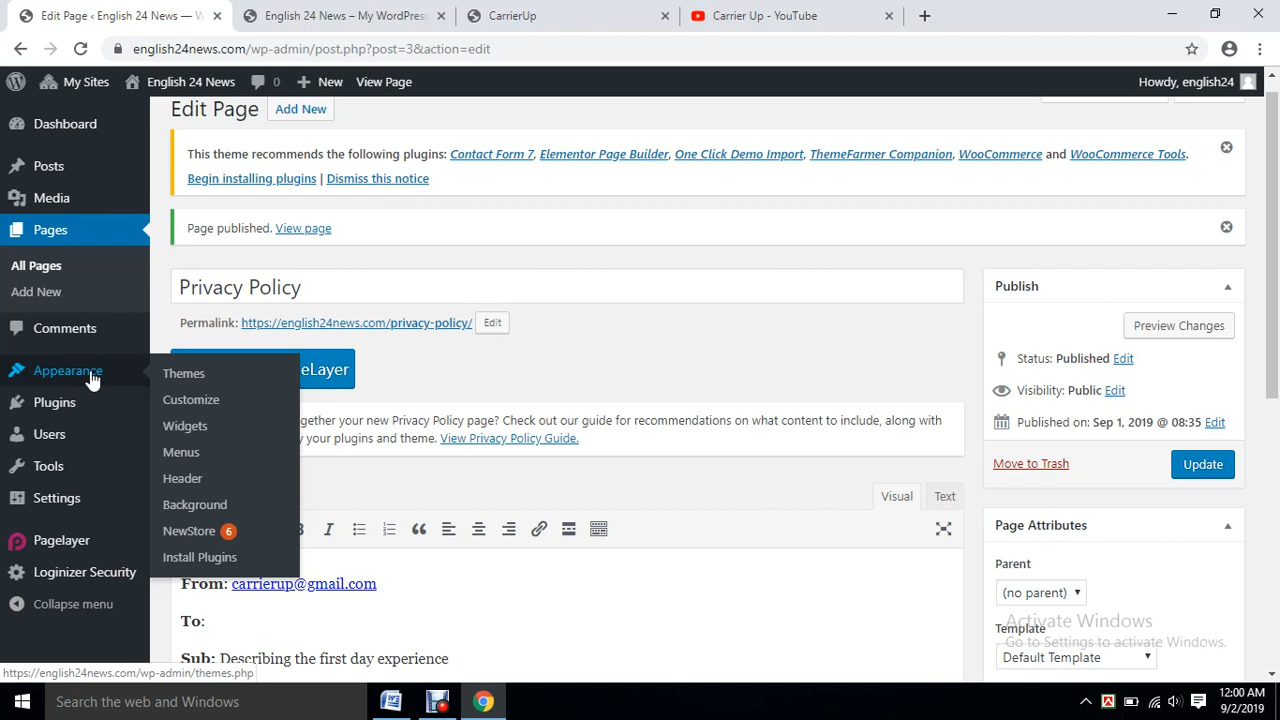 Edit Page ‹ English 24 News — W
English 24 News – My WordPress
CarrierUp
Carrier Up - YouTube
english24news.com/wp-admin/post.php?post=3&action=edit
My Sites
English 24 News
0
New
View Page
Howdy, english24
Dashboard
Posts
Media
Pages
All Pages
Add New
Comments
Appearance
Plugins
Users
Tools
Settings
Pagelayer
Loginizer Security
Collapse menu
Themes
Customize
Widgets
Menus
Header
Background
NewStore 6
Install Plugins
Edit Page
Add New
This theme recommends the following plugins: Contact Form 7, Elementor Page Builder, One Click Demo Import, ThemeFarmer Companion, WooCommerce and WooCommerce Tools.
Begin installing plugins | Dismiss this notice
Page published. View page
Privacy Policy
Permalink: https://english24news.com/privacy-policy/
Edit
eLayer
ogether your new Privacy Policy page? Check out our guide for recommendations on what content to include, along with
y your plugins and theme. View Privacy Policy Guide.
Visual
Text
From: carrierup@gmail.com
To:
Sub: Describing the first day experience
Publish
Preview Changes
Status: Published Edit
Visibility: Public Edit
Published on: Sep 1, 2019 @ 08:35 Edit
Move to Trash
Update
Page Attributes
Parent
(no parent)
Template
Default Template
Activate Windows
Go to Settings to activate Windows.
https://english24news.com/wp-admin/themes.php
Search the web and Windows
12:00 AM
9/2/2019